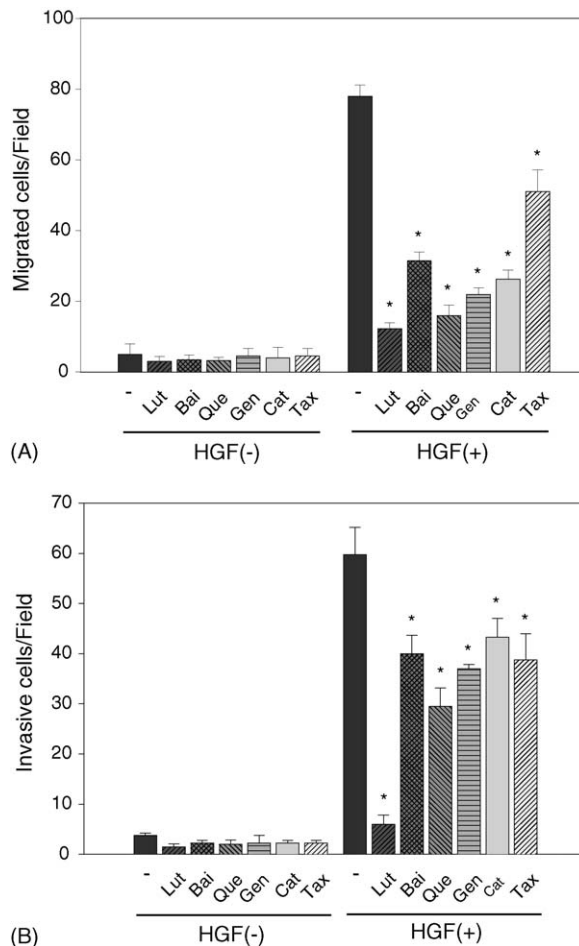 100
80
60
40
20
0
Migrated cells/Field
* * * * * *
- Lut Bai Que Gen Cat Tax - Lut Bai Que Gen Cat Tax
HGF(-) HGF(+)
(A)
70
60
50
40
30
20
10
0
Invasive cells/Field
* * * * * *
- Lut Bai Que Gen Cat Tax - Lut Bai Que Gen Cat Tax
HGF(-) HGF(+)
(B)